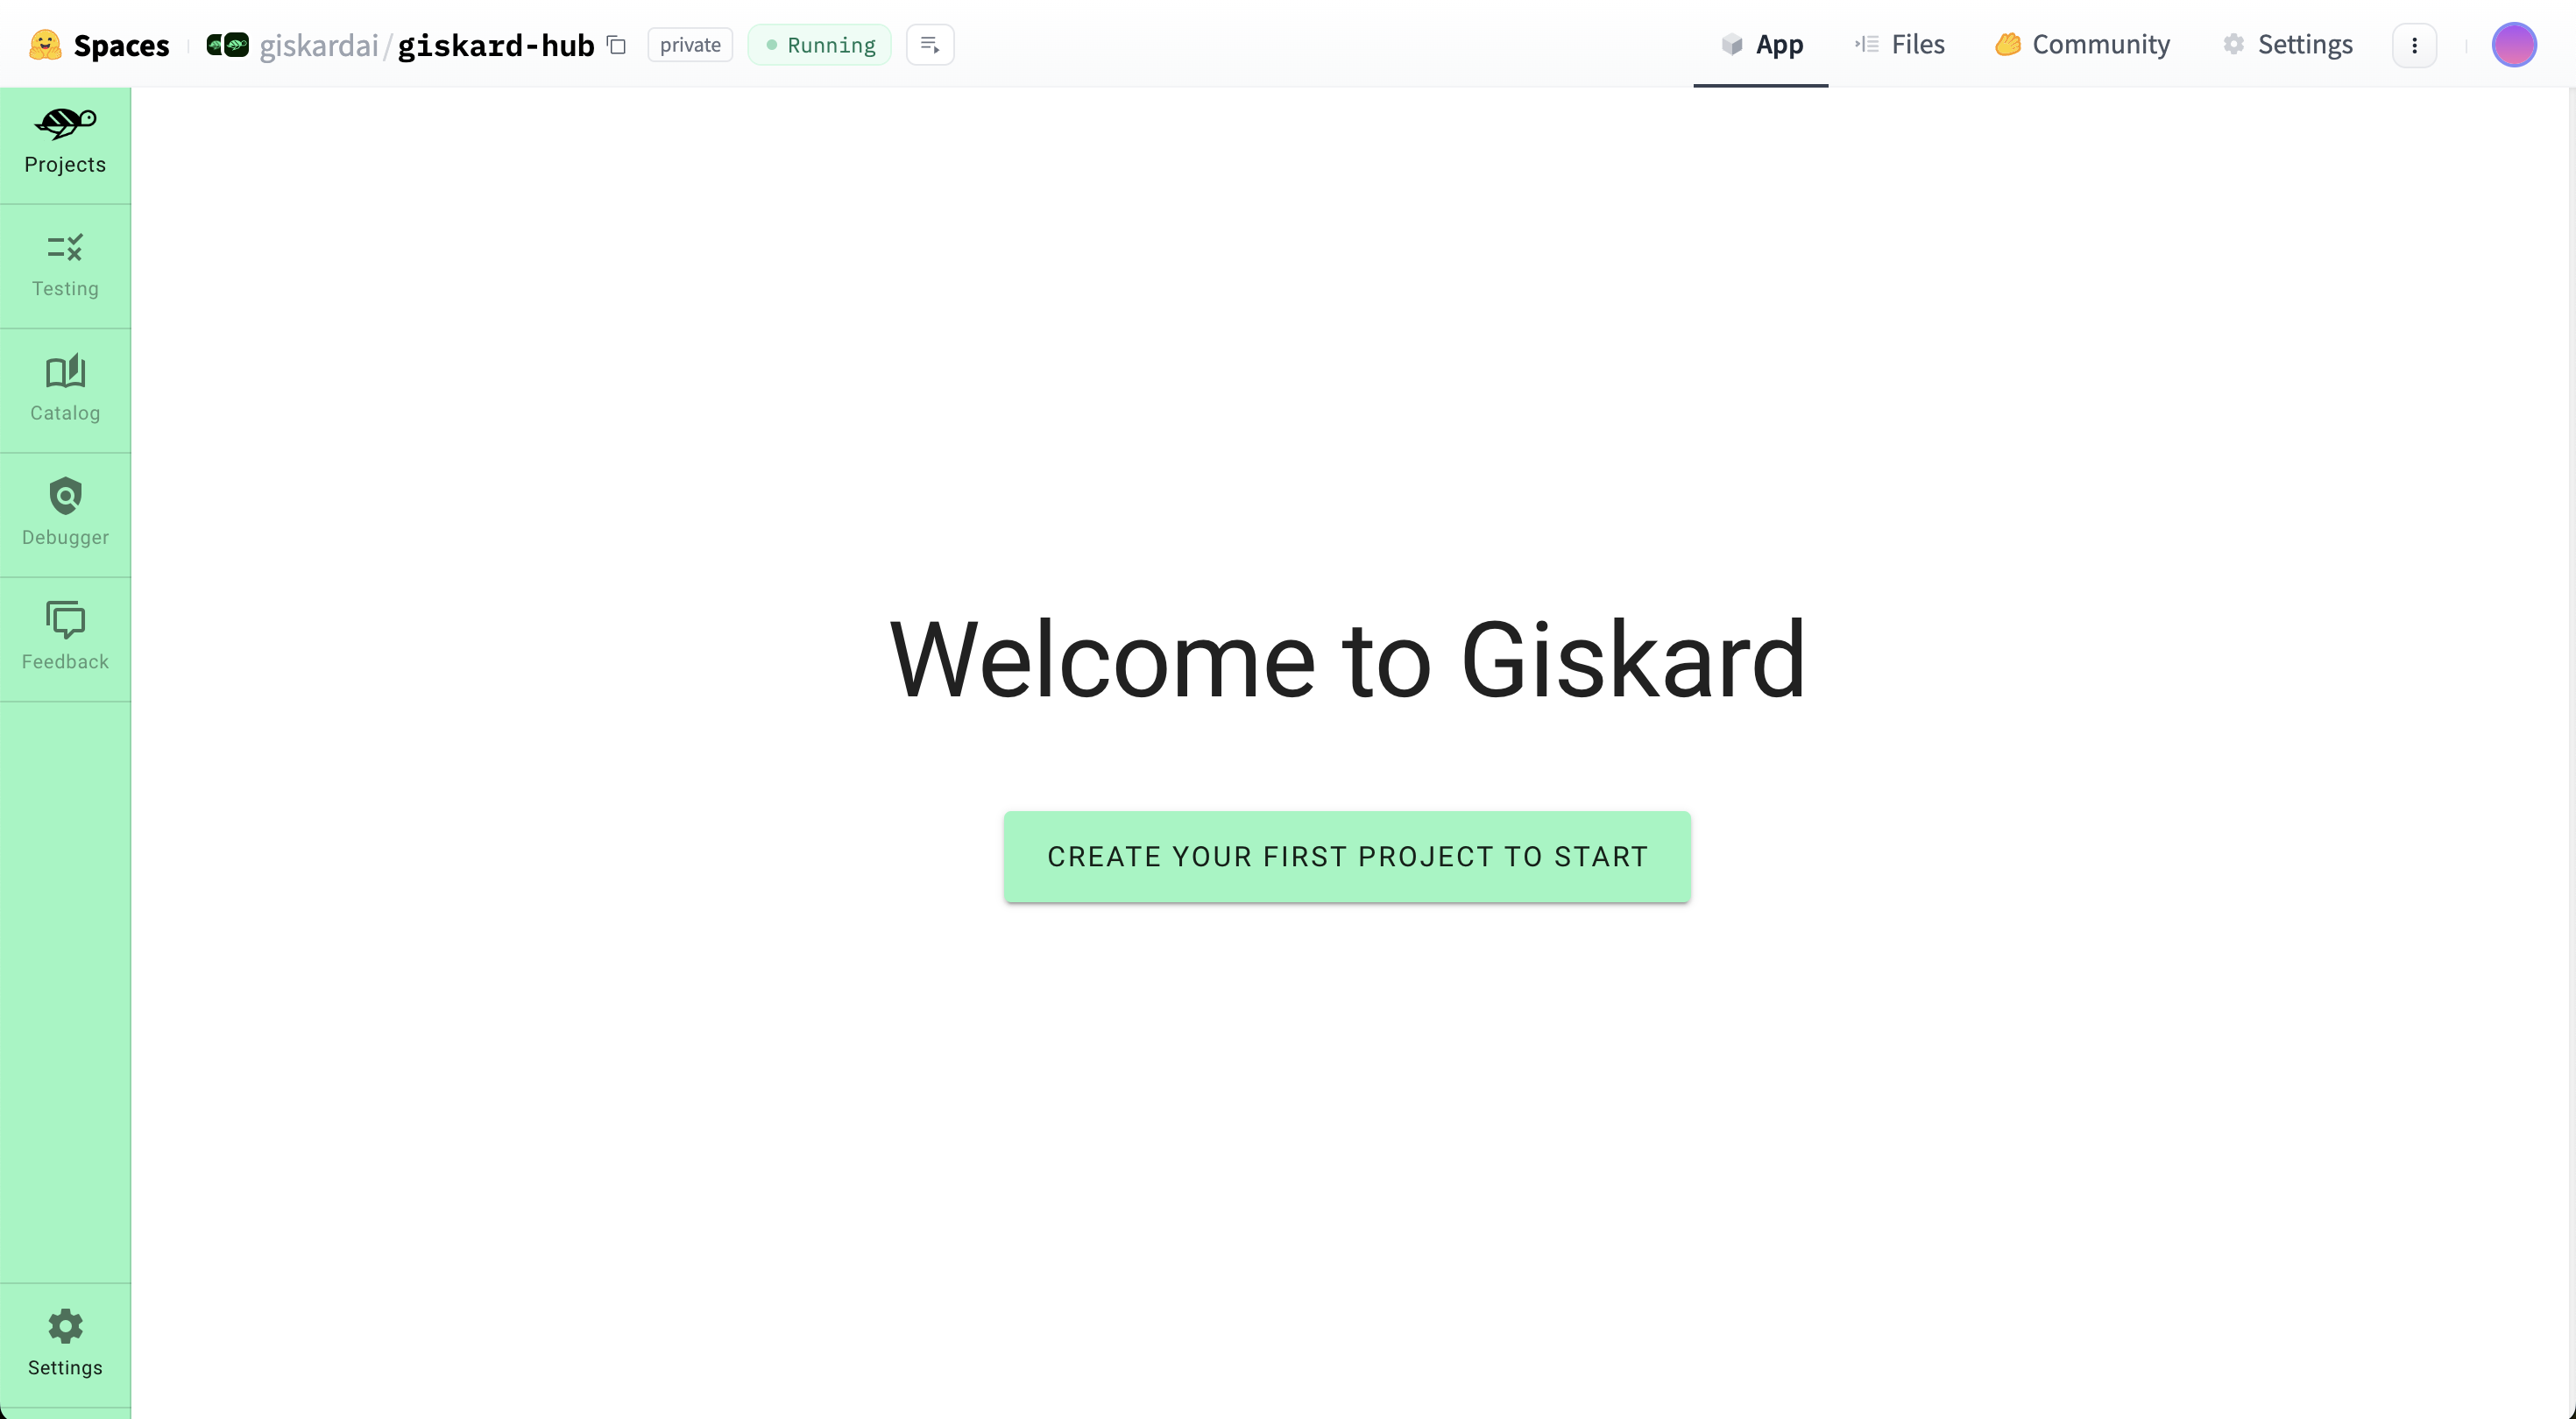 Spaces giskardai/giskard-hub private Running App Files Community Settings
Projects
Testing
Catalog
Debugger
Feedback
Welcome to Giskard
CREATE YOUR FIRST PROJECT TO START
Settings